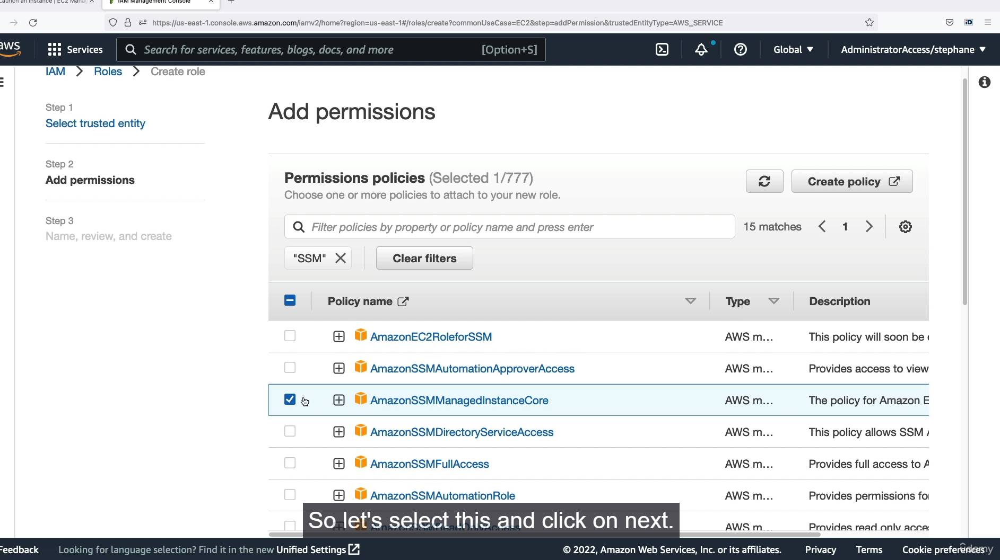 Launch an instance | EC2 Manag
IAM Management Console
https://us-east-1.console.aws.amazon.com/iamv2/home?region=us-east-1#/roles/create?commonUseCase=EC2&step=addPermission&trustedEntityType=AWS_SERVICE
iD
aws
Services
Search for services, features, blogs, docs, and more
[Option+S]
Global
AdministratorAccess/stephane
IAM > Roles > Create role
Step 1
Select trusted entity
Step 2
Add permissions
Step 3
Name, review, and create
Add permissions
Permissions policies (Selected 1/777)
Choose one or more policies to attach to your new role.
Create policy
Filter policies by property or policy name and press enter
15 matches
1
"SSM"
Clear filters
Policy name Type Description
AmazonEC2RoleforSSM AWS m... This policy will soon be
AmazonSSMAutomationApproverAccess AWS m... Provides access to view
AmazonSSMManagedInstanceCore AWS m... The policy for Amazon E
AmazonSSMDirectoryServiceAccess AWS m... This policy allows SSM
AmazonSSMFullAccess AWS m... Provides full access to
AmazonSSMAutomationRole AWS m... Provides permissions for
AmazonSSMReadOnlyAccess AWS m... Provides read only acce
So let's select this and click on next.
Feedback
Looking for language selection? Find it in the new Unified Settings
© 2022, Amazon Web Services, Inc. or its affiliates.
Privacy
Terms
Cookie preferences
ûdemy